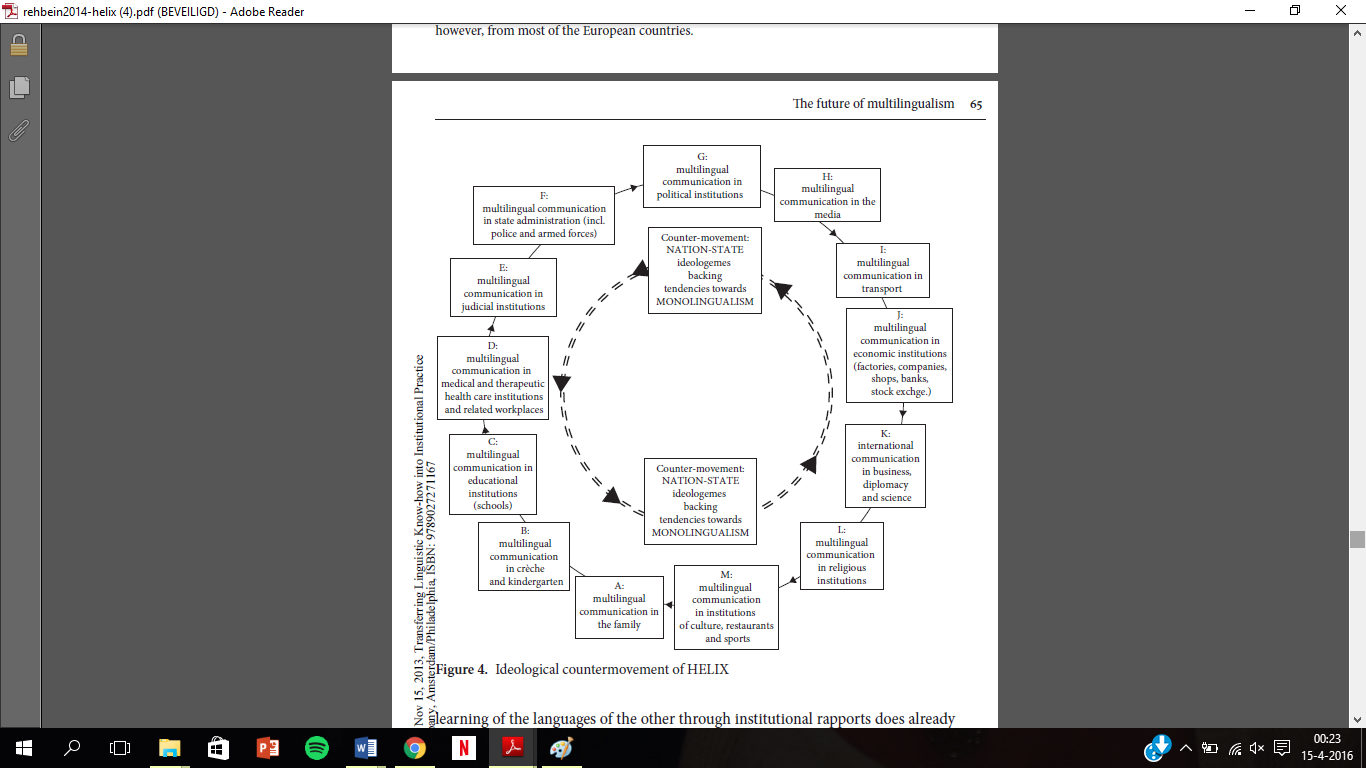 rehbein2014-helix (4).pdf (BEVEILIGD) - Adobe Reader
however, from most of the European countries.
The future of multilingualism 65
G:
multilingual
communication in
political institutions
H:
multilingual
communication in the
media
F:
multilingual communication
in state administration (incl.
police and armed forces)
Counter-movement:
NATION-STATE
ideologemes
backing
tendencies towards
MONOLINGUALISM
I:
multilingual
communication in
transport
E:
multilingual
communication in
judicial institutions
J:
multilingual
communication in
economic institutions
(factories, companies,
shops, banks,
stock exchge.)
D:
multilingual
communication in
medical and therapeutic
health care institutions
and related workplaces
K:
international
communication
in business,
diplomacy
and science
C:
multilingual
communication in
educational
institutions
(schools)
Counter-movement:
NATION-STATE
ideologemes
backing
tendencies towards
MONOLINGUALISM
B:
multilingual
communication
in crèche
and kindergarten
L:
multilingual
communication
in religious
institutions
A:
multilingual
communication in
the family
M:
multilingual
communication
in institutions
of culture, restaurants
and sports
Nov 15, 2013, Transferring Linguistic Know-how into Institutional Practice
pany, Amsterdam/Philadelphia, ISBN: 9789027271167
Figure 4. Ideological countermovement of HELIX
learning of the languages of the other through institutional rapports does already
00:23
15-4-2016